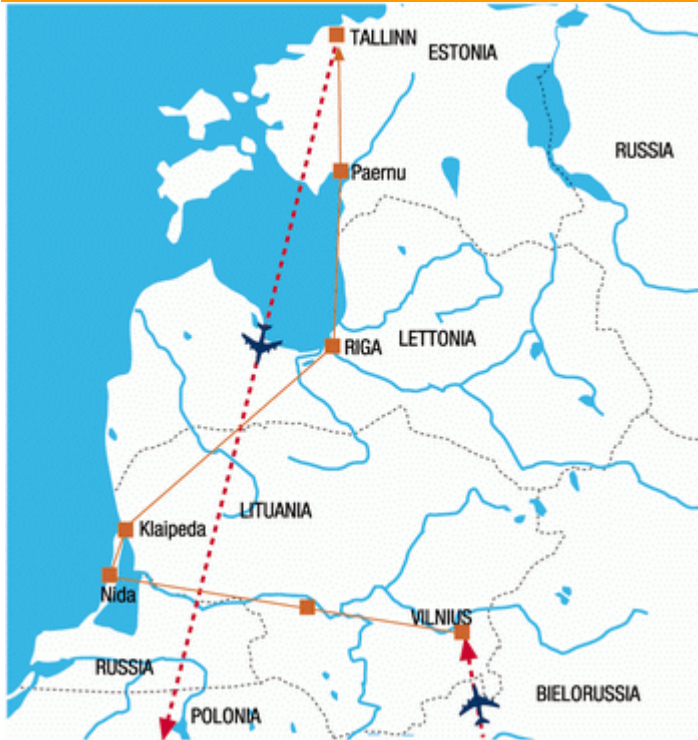 TALLINN
ESTONIA
RUSSIA
Paernu
LETTONIA
RIGA
LITUANIA
Klaipeda
Nida
VILNIUS
RUSSIA
BIELORUSSIA
POLONIA